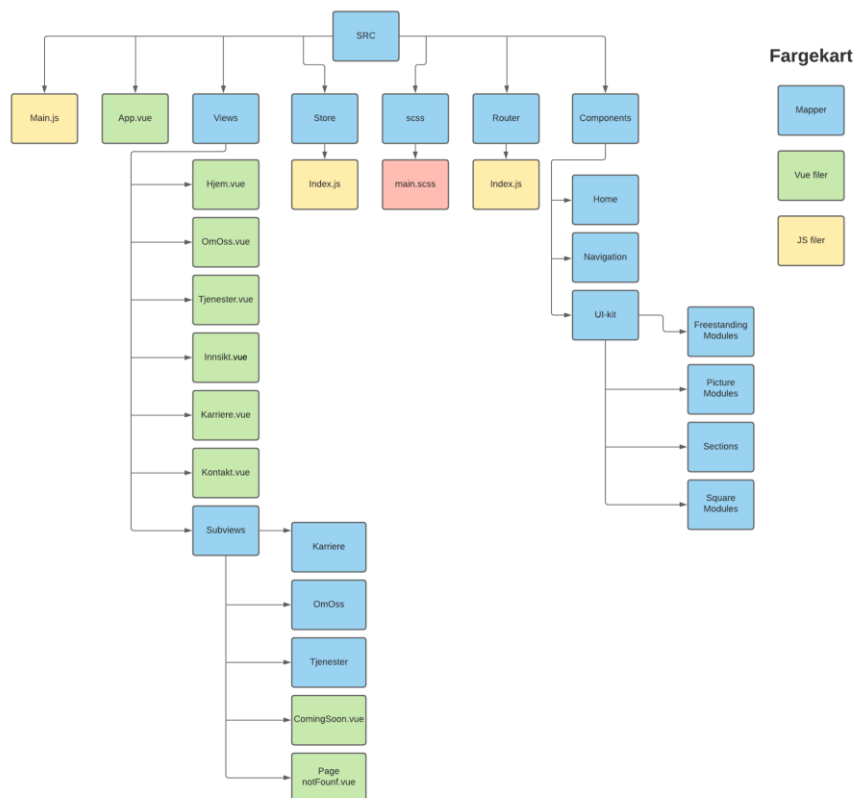 SRC
Fargekart
Main.js
App.vue
Views
Store
scss
Router
Components
Mapper
Hjem.vue
Index.js
main.scss
Index.js
Home
Vue filer
OmOss.vue
Navigation
JS filer
Tjenester.vue
UI-kit
Freestanding
Modules
Innsikt.vue
Picture
Modules
Karriere.vue
Sections
Kontakt.vue
Square
Modules
Subviews
Karriere
OmOss
Tjenester
ComingSoon.vue
Page
notFounf.vue